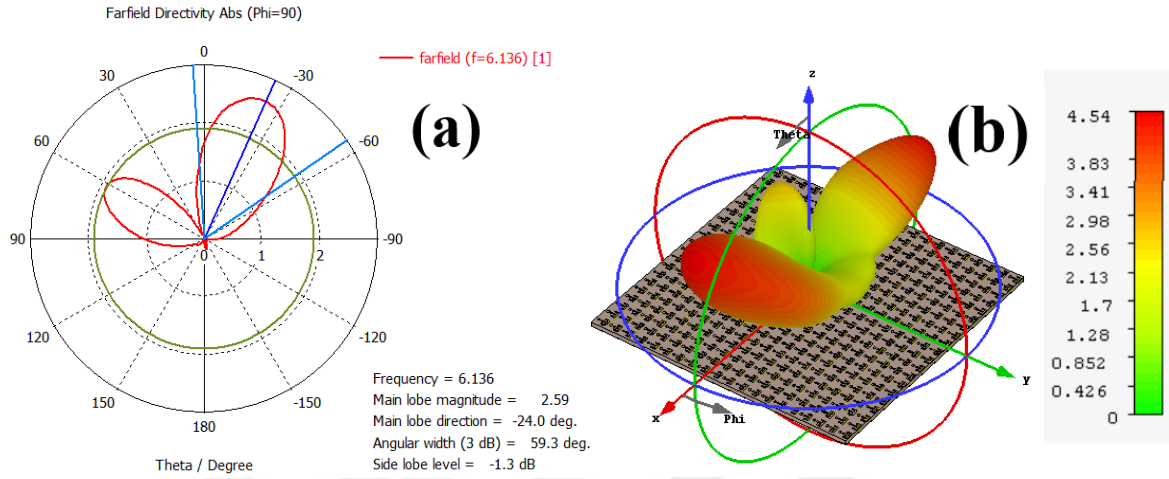 Farfield Directivity Abs (Phi=90)
farfield (f=6.136) [1]
0
30
-30
60
-60
90
0
1
2
-90
120
-120
150
-150
180
Theta / Degree
Frequency = 6.136
Main lobe magnitude = 2.59
Main lobe direction = -24.0 deg.
Angular width (3 dB) = 59.3 deg.
Side lobe level = -1.3 dB
(a)
z
Theta
x
Phi
y
(b)
4.54
3.83
3.41
2.98
2.56
2.13
1.7
1.28
0.852
0.426
0